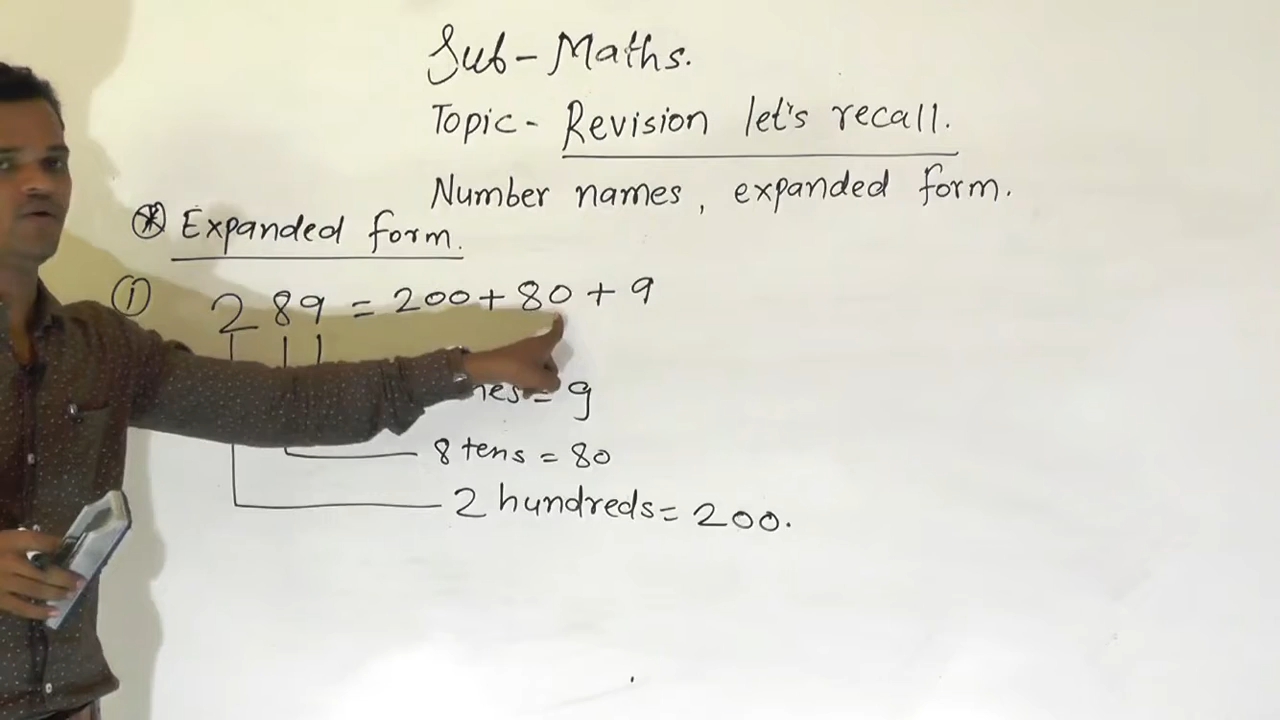 Sub - Maths.
Topic - Revision let's recall.
Number names, expanded form.
* Expanded form.
1 289 = 200 + 80 + 9
= 9
8 tens = 80
2 hundreds = 200.